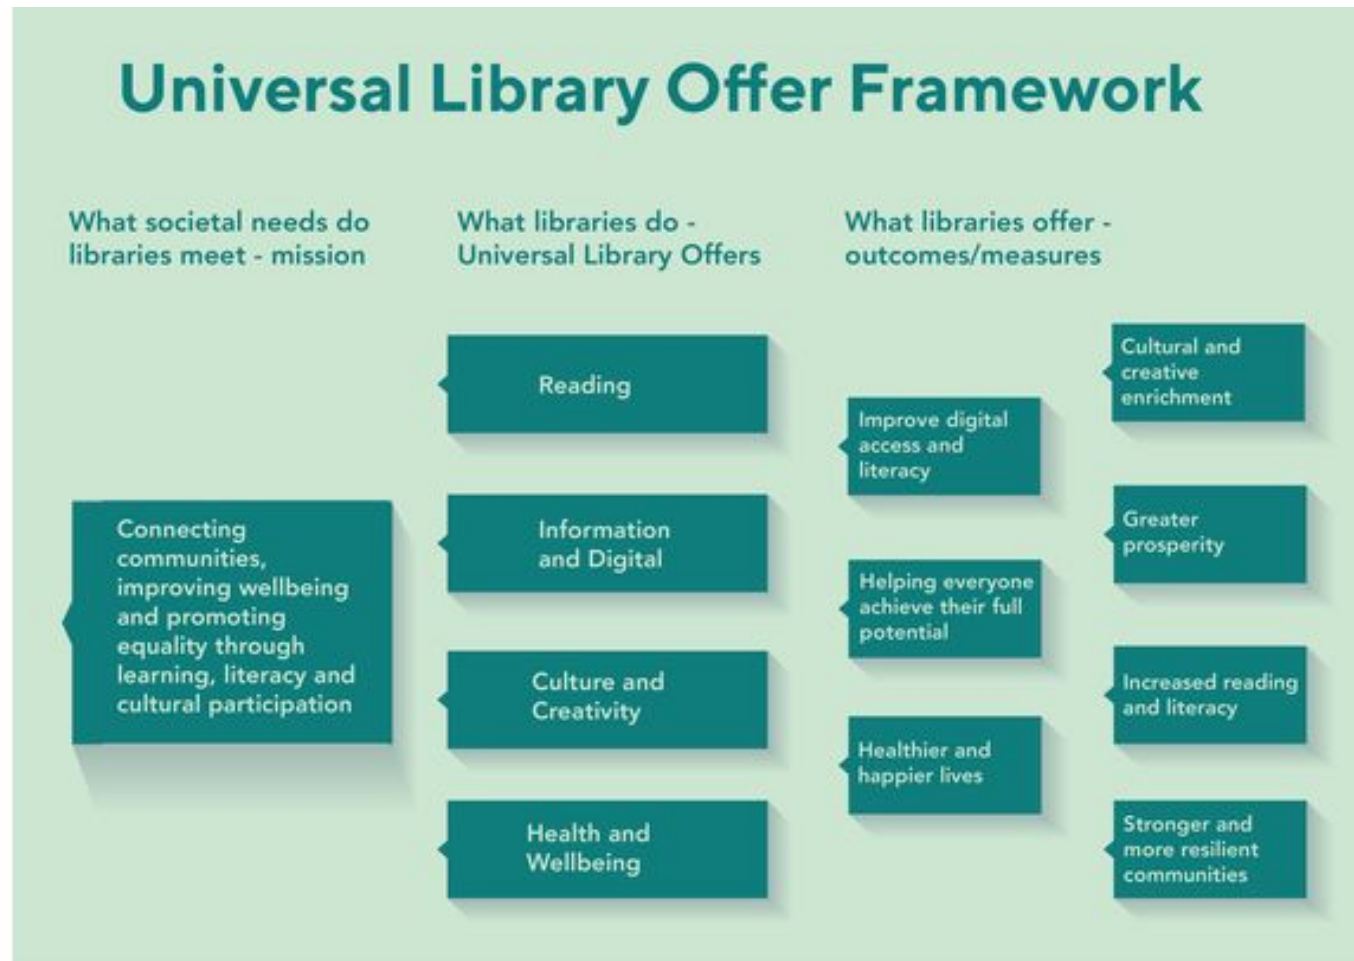 Universal Library Offer Framework
What societal needs do
libraries meet - mission
What libraries do -
Universal Library Offers
What libraries offer -
outcomes/measures
Connecting
communities,
improving wellbeing
and promoting
equality through
learning, literacy and
cultural participation
Reading
Information
and Digital
Culture and
Creativity
Health and
Wellbeing
Improve digital
access and
literacy
Helping everyone
achieve their full
potential
Healthier and
happier lives
Cultural and
creative
enrichment
Greater
prosperity
Increased reading
and literacy
Stronger and
more resilient
communities